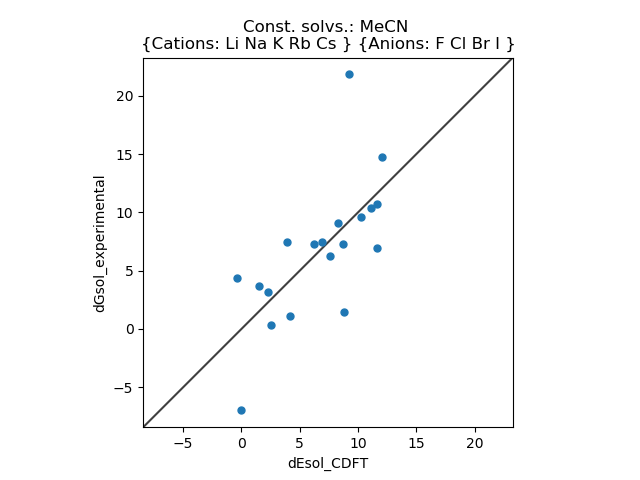 Const. solvs.: MeCN
{Cations: Li Na K Rb Cs } {Anions: F Cl Br I }
20
15
10
5
0
−5
dGsol_experimental
−5 0 5 10 15 20
dEsol_CDFT